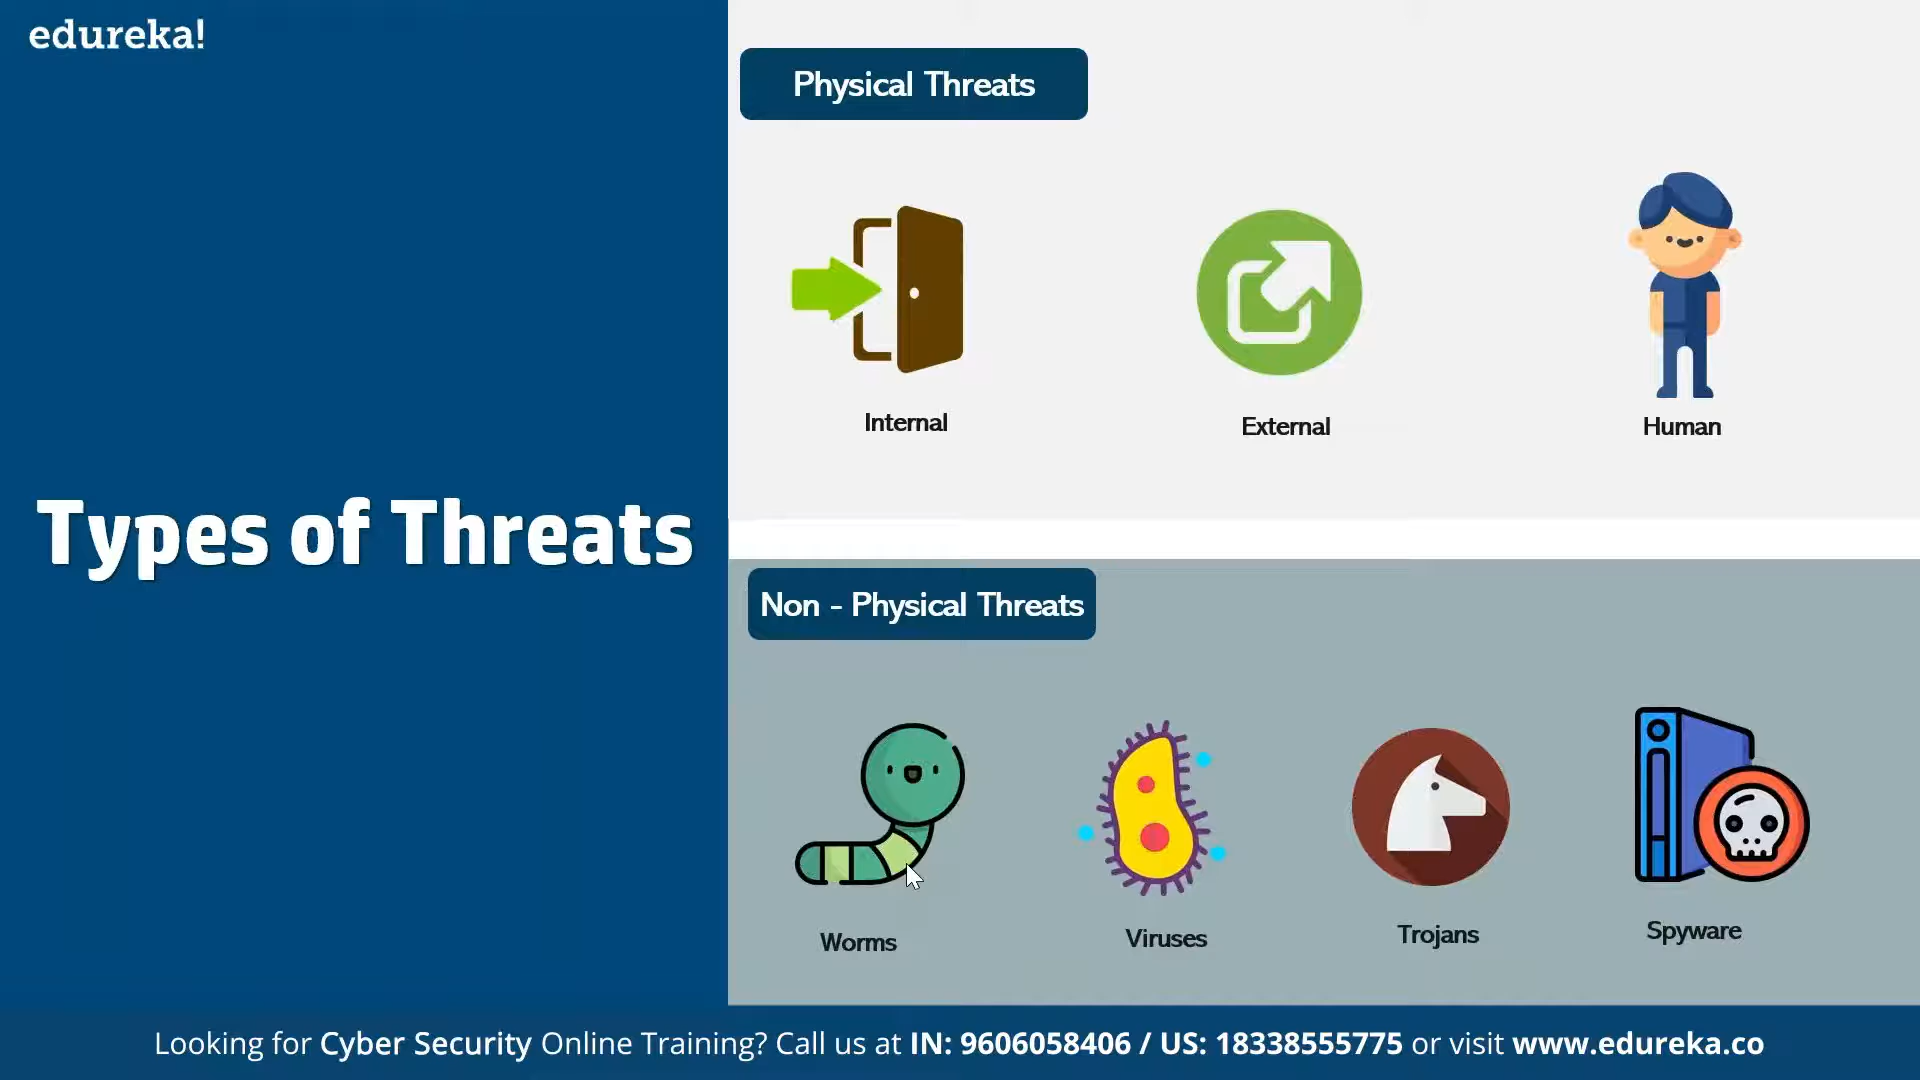 edureka!
Physical Threats
Internal
External
Human
Types of Threats
Non - Physical Threats
Worms
Viruses
Trojans
Spyware
Looking for Cyber Security Online Training? Call us at IN: 9606058406 / US: 18338555775 or visit www.edureka.co